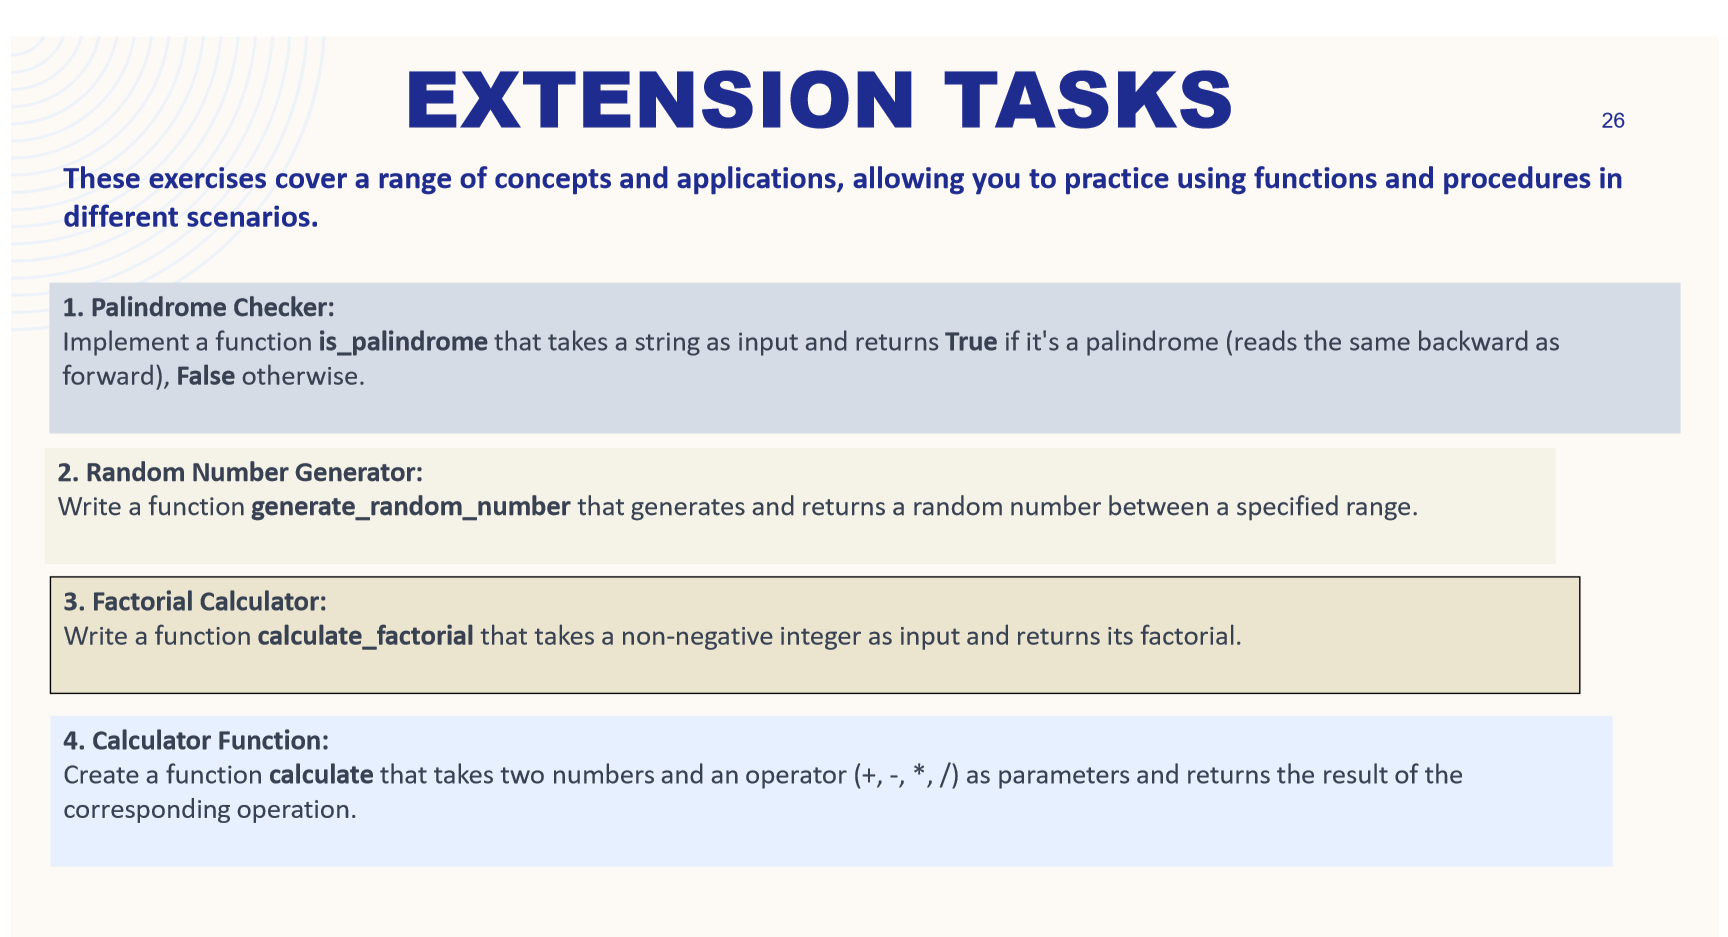 EXTENSION TASKS
26
These exercises cover a range of concepts and applications, allowing you to practice using functions and procedures in
different scenarios.
1. Palindrome Checker:
Implement a function is_palindrome that takes a string as input and returns True if it's a palindrome (reads the same backward as
forward), False otherwise.
2. Random Number Generator:
Write a function generate_random_number that generates and returns a random number between a specified range.
3. Factorial Calculator:
Write a function calculate_factorial that takes a non-negative integer as input and returns its factorial.
4. Calculator Function:
Create a function calculate that takes two numbers and an operator (+, -, *, /) as parameters and returns the result of the
corresponding operation.